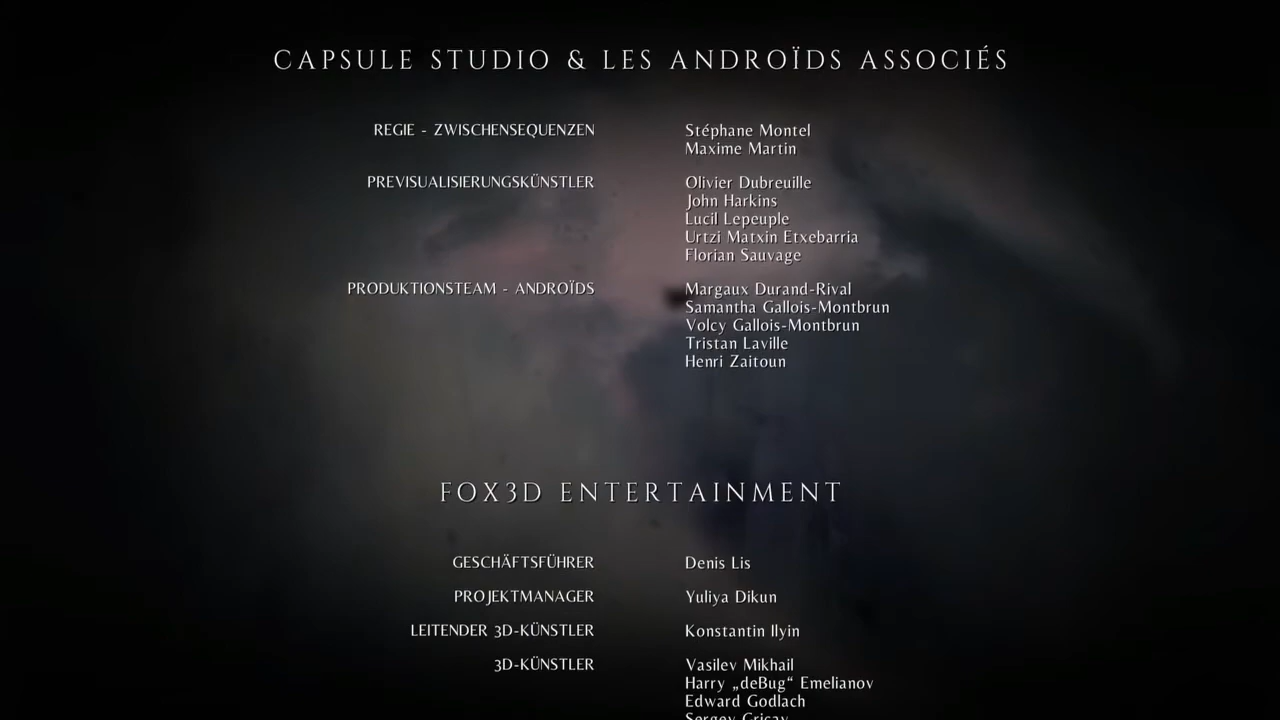 CAPSULE STUDIO & LES ANDROÏDS ASSOCIÉS
REGIE - ZWISCHENSEQUENZEN Stéphane Montel
Maxime Martin
PREVISUALISIERUNGSKÜNSTLER Olivier Dubreuille
John Harkins
Lucil Lepeuple
Urtzi Matxin Etxebarria
Florian Sauvage
PRODUKTIONSTEAM - ANDROÏDS Margaux Durand-Rival
Samantha Gallois-Montbrun
Volcy Gallois-Montbrun
Tristan Laville
Henri Zaitoun
FOX3D ENTERTAINMENT
GESCHÄFTSFÜHRER Denis Lis
PROJEKTMANAGER Yuliya Dikun
LEITENDER 3D-KÜNSTLER Konstantin Ilyin
3D-KÜNSTLER Vasilev Mikhail
Harry „deBug“ Emelianov
Edward Godlach
Sergey